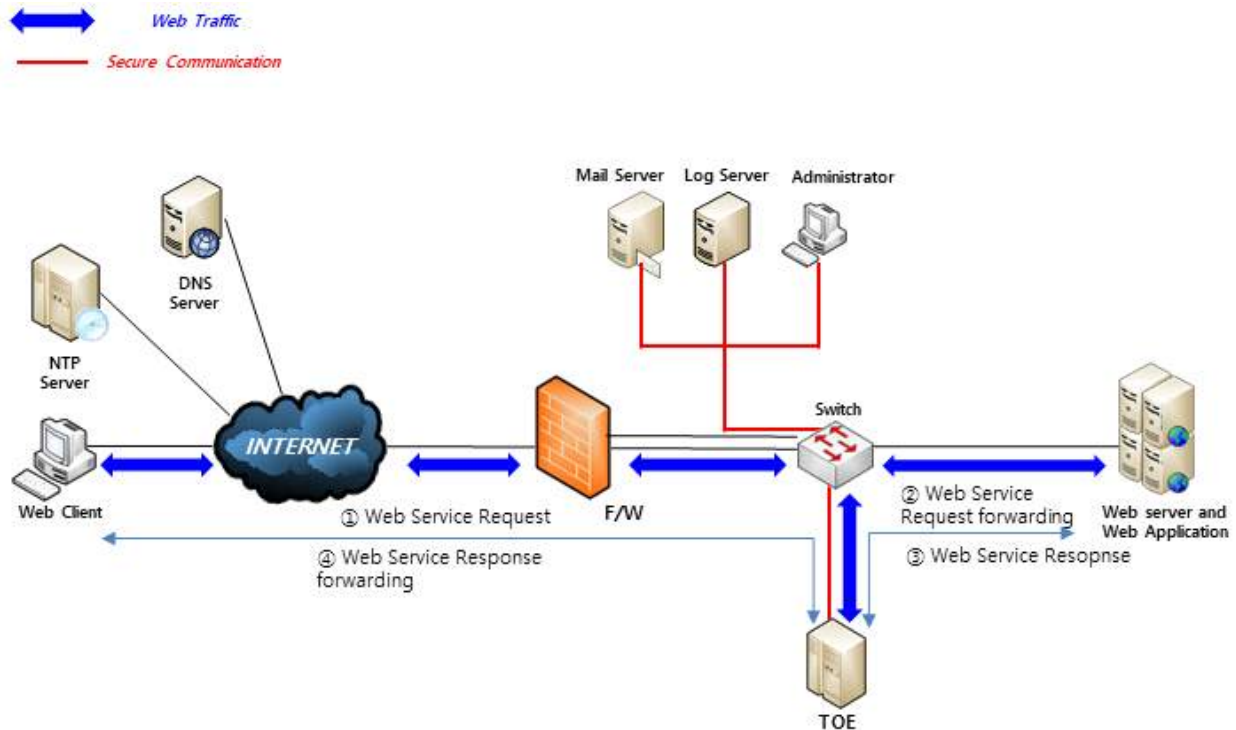 Web Traffic
Secure Communication
Mail Server
Log Server
Administrator
DNS
Server
NTP
Server
Switch
INTERNET
Web Client
F/W
① Web Service Request
② Web Service
Request forwarding
Web server and
Web Application
④ Web Service Response
forwarding
③ Web Service Resopnse
TOE